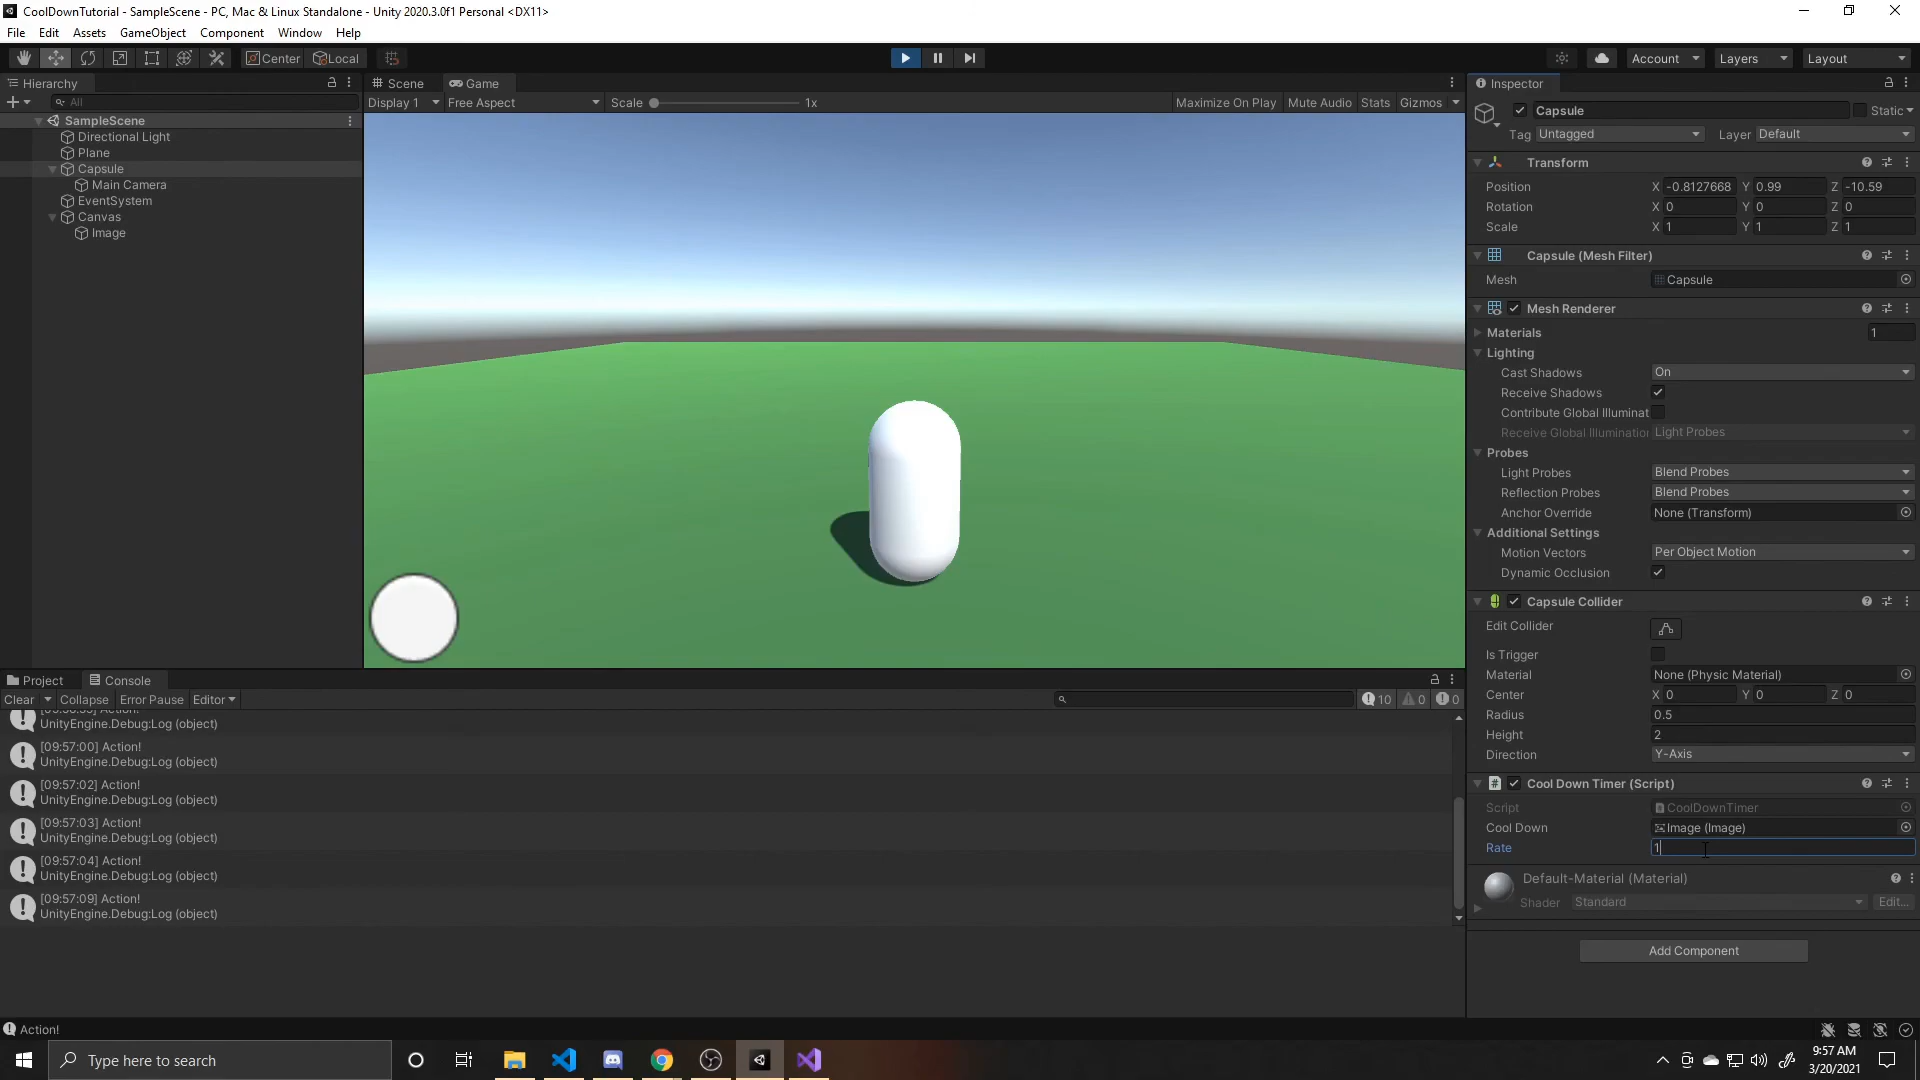 CoolDownTutorial - SampleScene - PC, Mac & Linux Standalone - Unity 2020.3.0f1 Personal <DX11>
File Edit Assets GameObject Component Window Help
Center Local Account Layers Layout
Hierarchy
All
SampleScene
Directional Light
Plane
Capsule
Main Camera
EventSystem
Canvas
Image
Scene Game
Display 1 Free Aspect Scale 1x Maximize On Play Mute Audio Stats Gizmos
Project Console
Clear Collapse Error Pause Editor 10 0 0
UnityEngine.Debug:Log (object)
[09:57:00] Action!
UnityEngine.Debug:Log (object)
[09:57:02] Action!
UnityEngine.Debug:Log (object)
[09:57:03] Action!
UnityEngine.Debug:Log (object)
[09:57:04] Action!
UnityEngine.Debug:Log (object)
[09:57:09] Action!
UnityEngine.Debug:Log (object)
Action!
Inspector
Capsule Static
Tag Untagged Layer Default
Transform
Position X -0.8127668 Y 0.99 Z -10.59
Rotation X 0 Y 0 Z 0
Scale X 1 Y 1 Z 1
Capsule (Mesh Filter)
Mesh Capsule
Mesh Renderer
Materials 1
Lighting
Cast Shadows On
Receive Shadows
Contribute Global Illuminat
Receive Global Illumination Light Probes
Probes
Light Probes Blend Probes
Reflection Probes Blend Probes
Anchor Override None (Transform)
Additional Settings
Motion Vectors Per Object Motion
Dynamic Occlusion
Capsule Collider
Edit Collider
Is Trigger
Material None (Physic Material)
Center X 0 Y 0 Z 0
Radius 0.5
Height 2
Direction Y-Axis
Cool Down Timer (Script)
Script CoolDownTimer
Cool Down Image (Image)
Rate 1
Default-Material (Material)
Shader Standard Edit...
Add Component
Type here to search
9:57 AM
3/20/2021